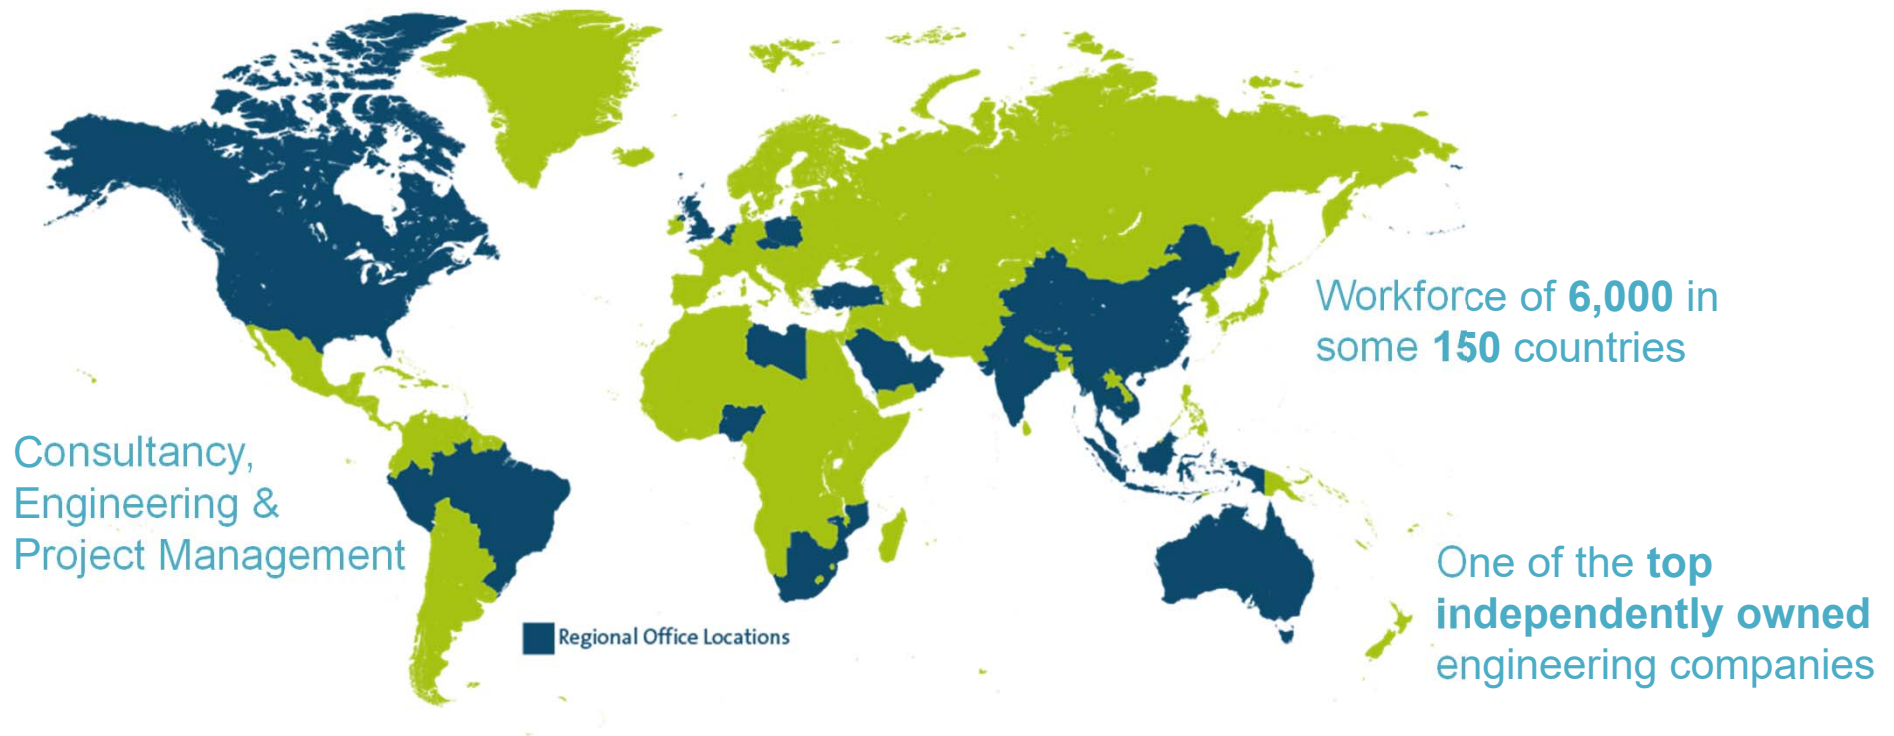 Workforce of 6,000 in
some 150 countries
Consultancy,
Engineering &
Project Management
One of the top
independently owned
engineering companies
Regional Office Locations